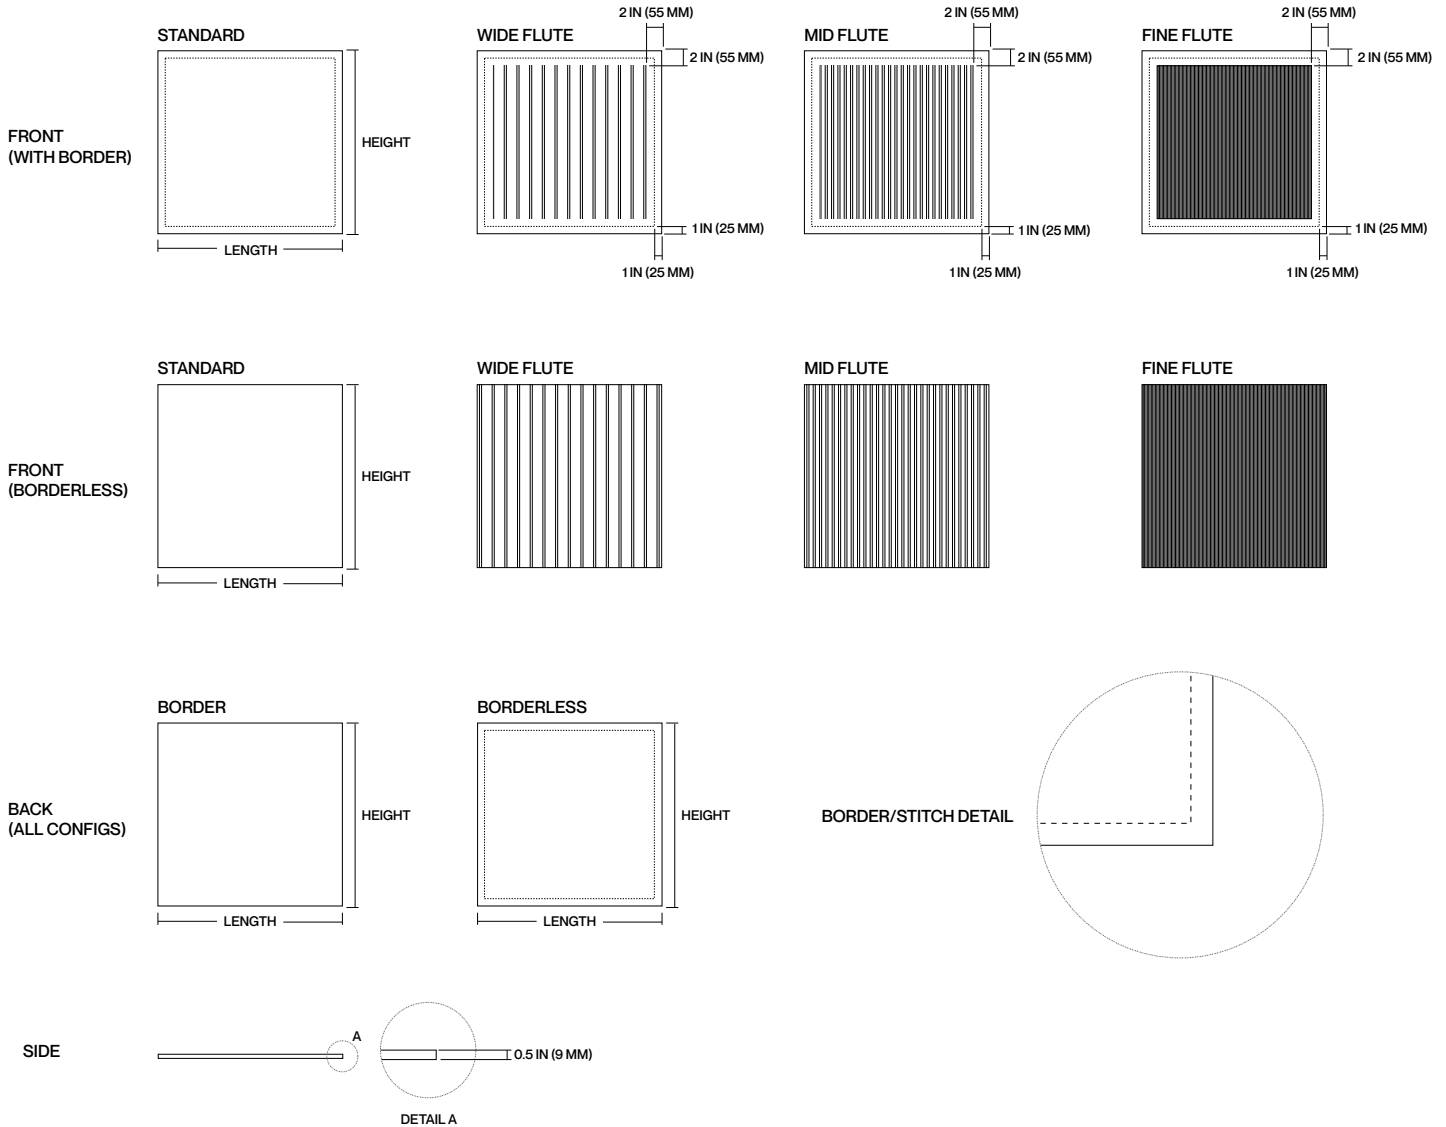 2 IN (55 MM)
2 IN (55 MM)
2 IN (55 MM)
STANDARD
WIDE FLUTE
MID FLUTE
FINE FLUTE
2 IN (55 MM)
2 IN (55 MM)
2 IN (55 MM)
FRONT
(WITH BORDER)
HEIGHT
1 IN (25 MM)
1 IN (25 MM)
1 IN (25 MM)
LENGTH
1 IN (25 MM)
1 IN (25 MM)
1 IN (25 MM)
STANDARD
WIDE FLUTE
MID FLUTE
FINE FLUTE
FRONT
(BORDERLESS)
HEIGHT
LENGTH
BORDER
BORDERLESS
BACK
(ALL CONFIGS)
HEIGHT
HEIGHT
BORDER/STITCH DETAIL
LENGTH
LENGTH
SIDE
A
0.5 IN (9 MM)
DETAIL A